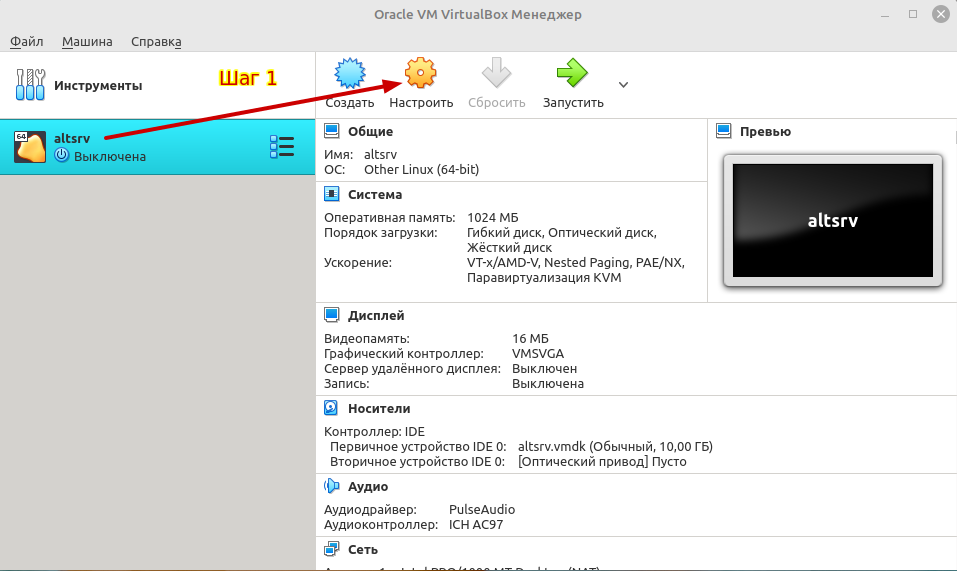 Oracle VM VirtualBox Менеджер
Файл Машина Справка
Инструменты
Шаг 1
Создать Настроить Сбросить Запустить
64
altsrv
Выключена
Общие
Имя: altsrv
ОС: Other Linux (64-bit)
Превью
altsrv
Система
Оперативная память: 1024 МБ
Порядок загрузки: Гибкий диск, Оптический диск,
Жёсткий диск
Ускорение: VT-x/AMD-V, Nested Paging, PAE/NX,
Паравиртуализация KVM
Дисплей
Видеопамять: 16 МБ
Графический контроллер: VMSVGA
Сервер удалённого дисплея: Выключен
Запись: Выключена
Носители
Контроллер: IDE
Первичное устройство IDE 0: altsrv.vmdk (Обычный, 10,00 ГБ)
Вторичное устройство IDE 0: [Оптический привод] Пусто
Аудио
Аудиодрайвер: PulseAudio
Аудиоконтроллер: ICH AC97
Сеть